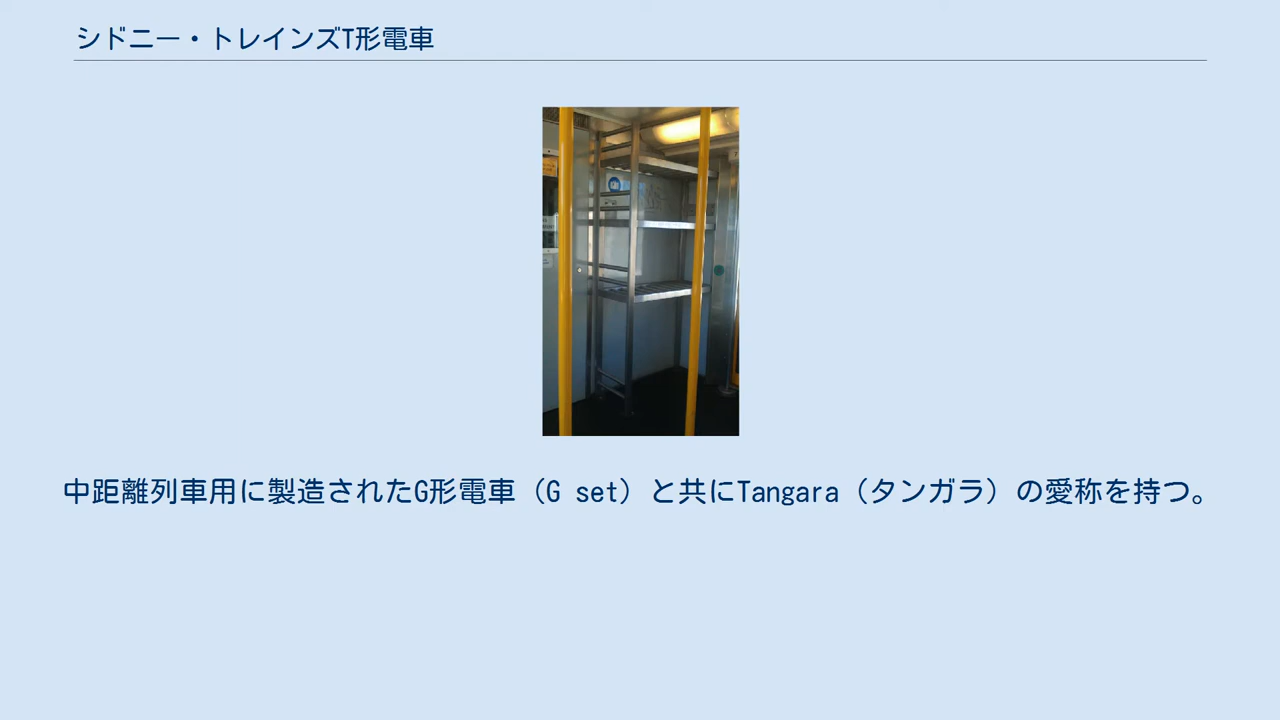 シドニー・トレインズT形電車
中距離列車用に製造されたG形電車（G set）と共にTangara（タンガラ）の愛称を持つ。